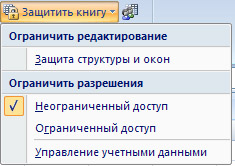 Защитить книгу
Ограничить редактирование
Защита структуры и окон
Ограничить разрешения
Неограниченный доступ
Ограниченный доступ
Управление учетными данными